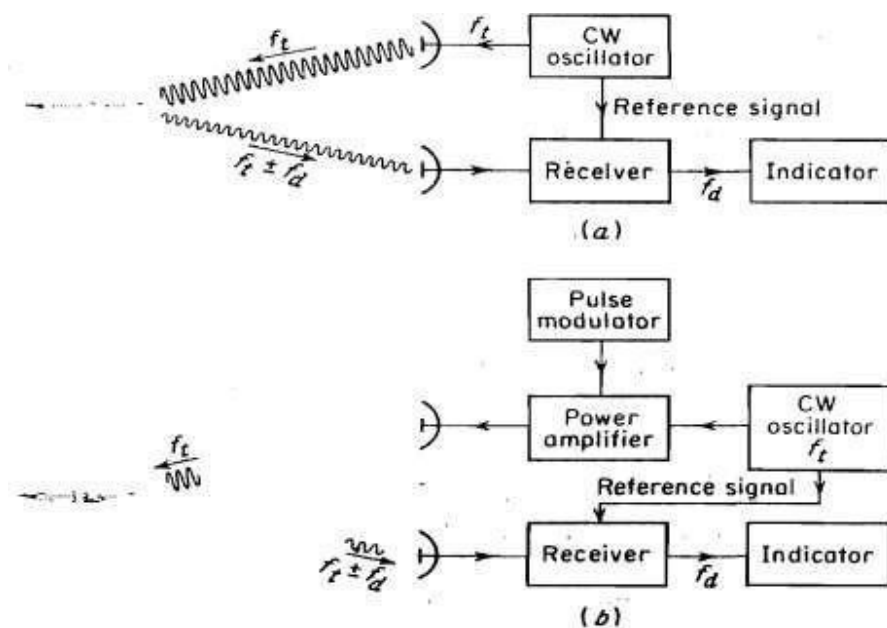 f_t
f_t
CW
oscillator
Reference signal
f_t ± f_d
Receiver
f_d
Indicator
(a)
Pulse
modulator
f_t
Power
amplifier
CW
oscillator
f_t
Reference signal
f_t ± f_d
Receiver
f_d
Indicator
(b)